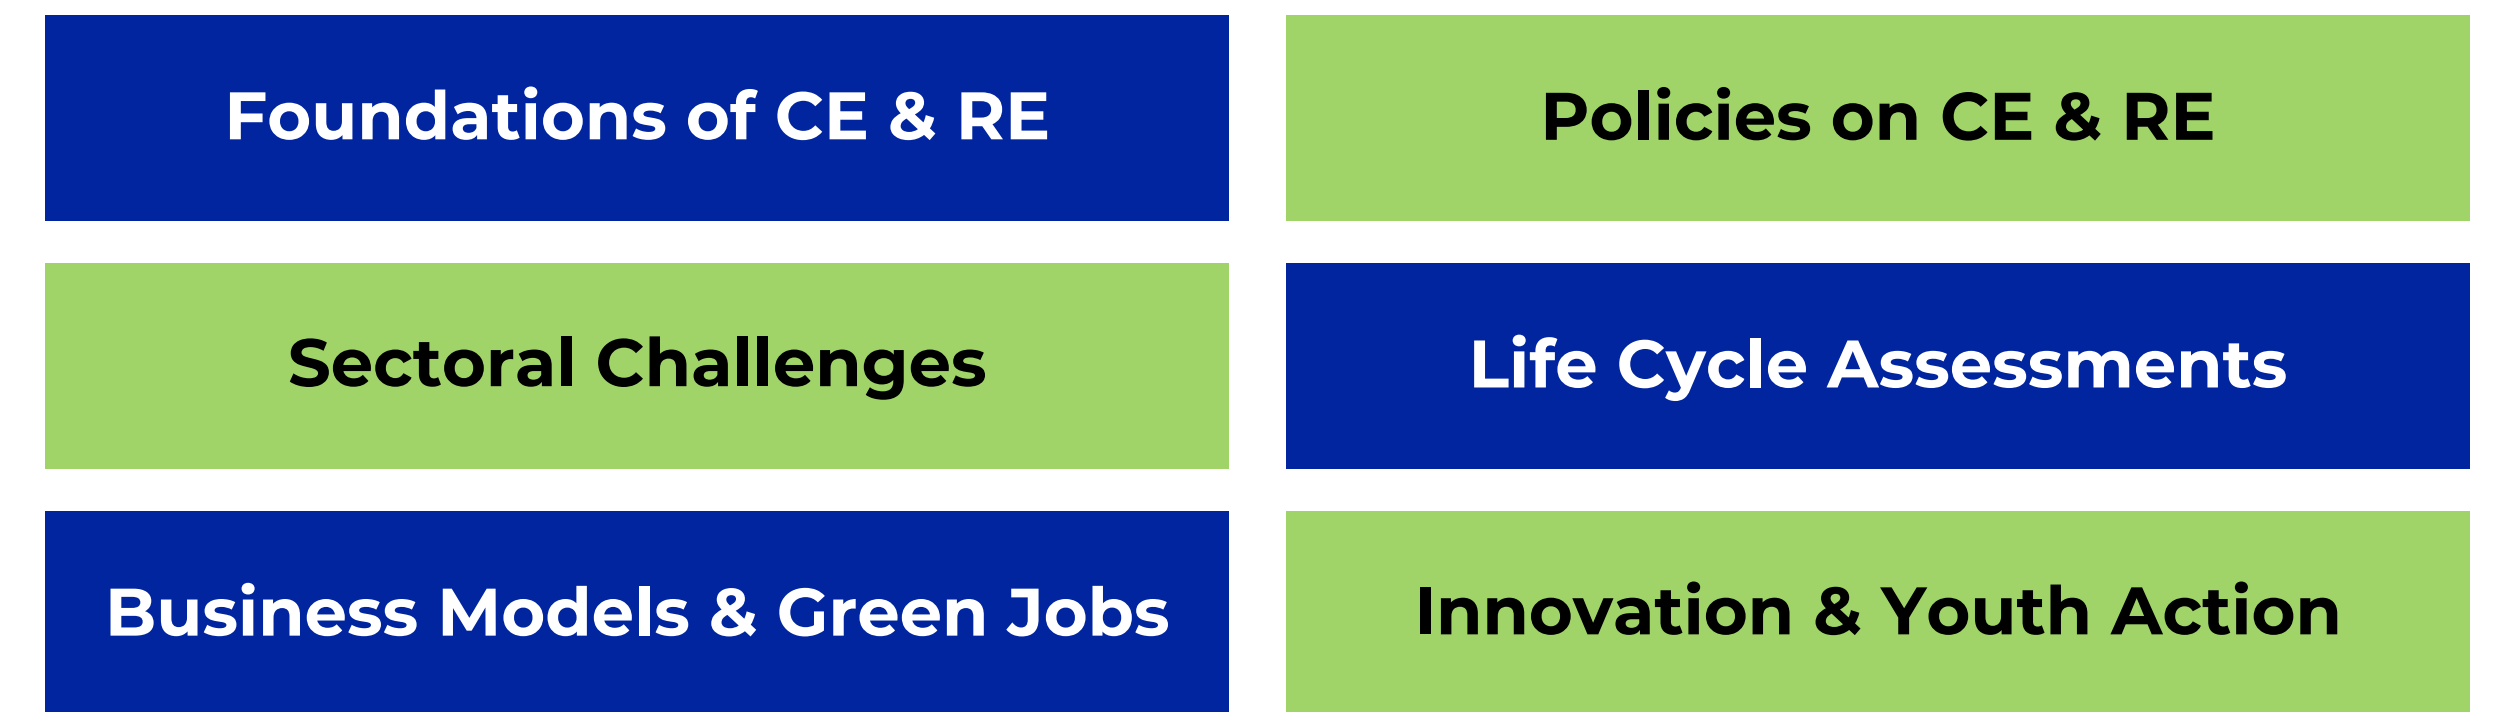 Foundations of CE & RE
Policies on CE & RE
Sectoral Challenges
Life Cycle Assessments
Business Models & Green Jobs
Innovation & Youth Action